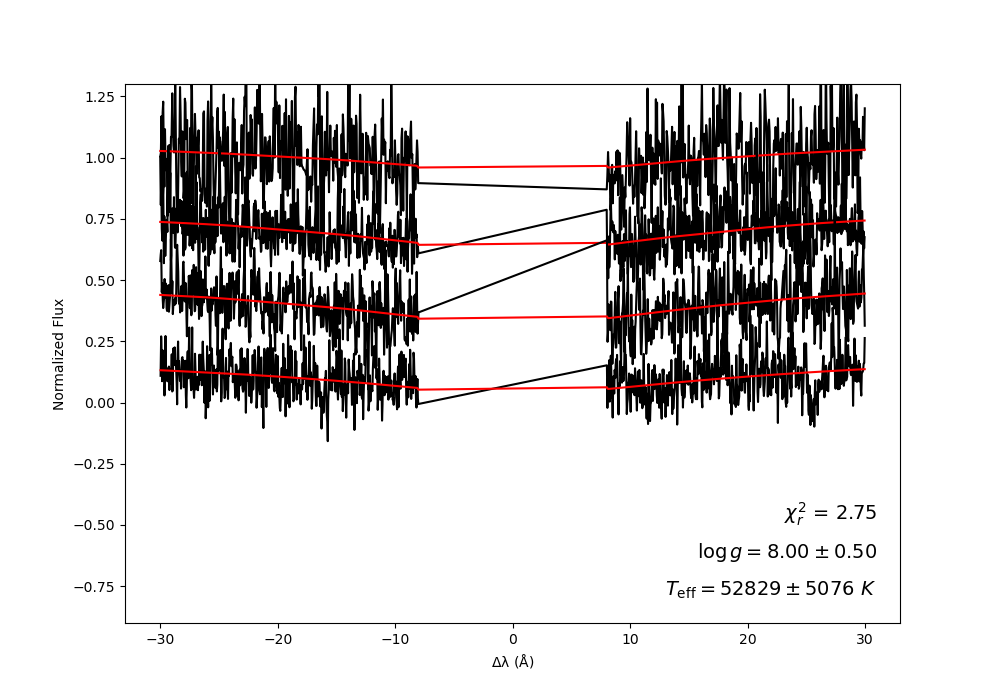 1.25
1.00
0.75
0.50
0.25
0.00
−0.25
−0.50
−0.75
Normalized Flux
χ²ᵣ = 2.75
log g = 8.00 ± 0.50
T_eff = 52829 ± 5076 K
−30 −20 −10 0 10 20 30
Δλ (Å)